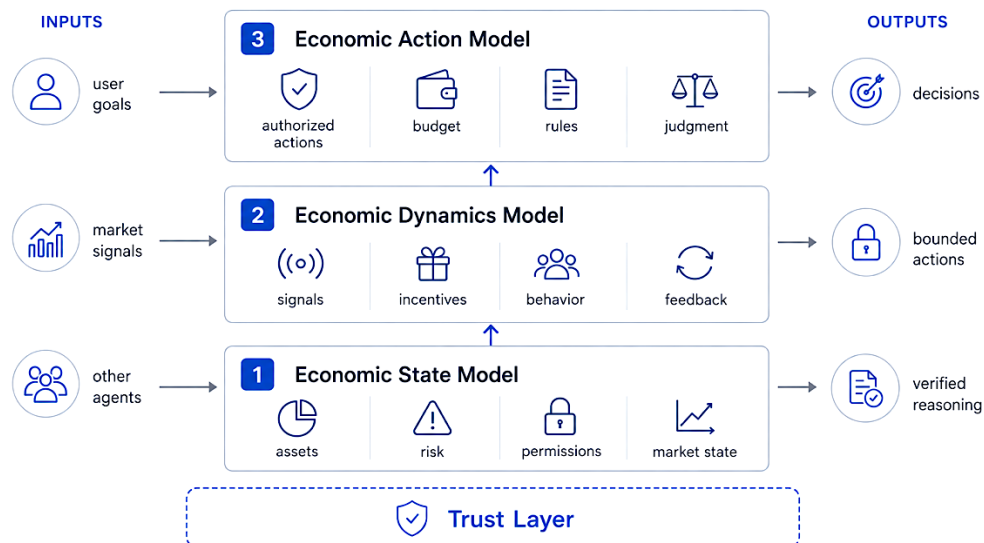 INPUTS
OUTPUTS
3 Economic Action Model
user
goals
authorized
actions
budget
rules
judgment
decisions
2 Economic Dynamics Model
market
signals
signals
incentives
behavior
feedback
bounded
actions
1 Economic State Model
other
agents
assets
risk
permissions
market state
verified
reasoning
Trust Layer